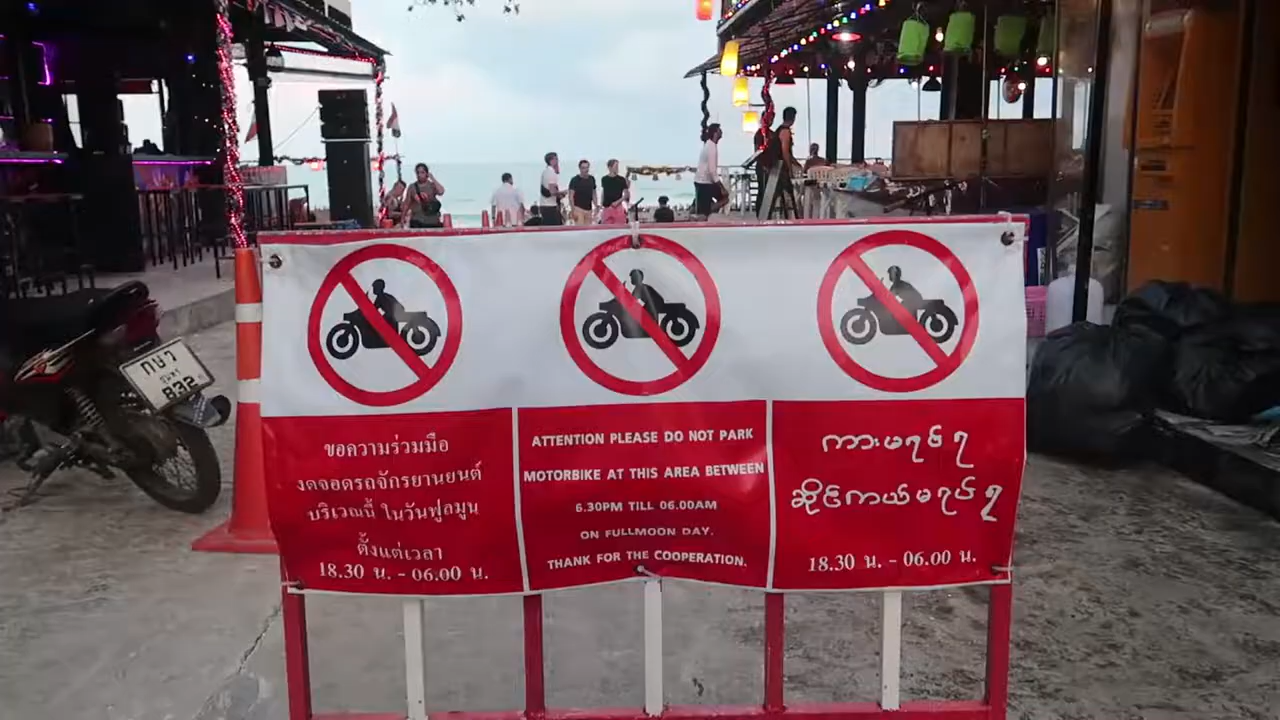 ขอความร่วมมือ
งดจอดรถจักรยานยนต์
บริเวณนี้ ในวันฟูลมูน
ตั้งแต่เวลา
18.30 น. - 06.00 น.
ATTENTION PLEASE DO NOT PARK
MOTORBIKE AT THIS AREA BETWEEN
6.30PM TILL 06.00AM
ON FULLMOON DAY.
THANK FOR THE COOPERATION.
ကားမရပ်ရ
ဆိုင်ကယ်မရပ်ရ
18.30 น. - 06.00 น.
832